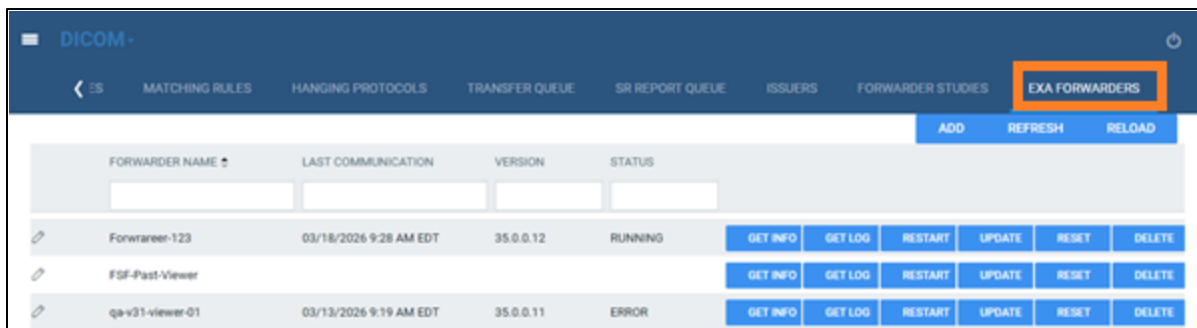 DICOM
ES MATCHING RULES HANGING PROTOCOLS TRANSFER QUEUE SR REPORT QUEUE ISSUERS FORWARDER STUDIES EXA FORWARDERS
ADD REFRESH RELOAD
FORWARDER NAME LAST COMMUNICATION VERSION STATUS
Forwrareer-123 03/18/2026 9:28 AM EDT 35.0.0.12 RUNNING GET INFO GET LOG RESTART UPDATE RESET DELETE
FSF-Past-Viewer GET INFO GET LOG RESTART UPDATE RESET DELETE
qa-v31-viewer-01 03/13/2026 9:19 AM EDT 35.0.0.11 ERROR GET INFO GET LOG RESTART UPDATE RESET DELETE